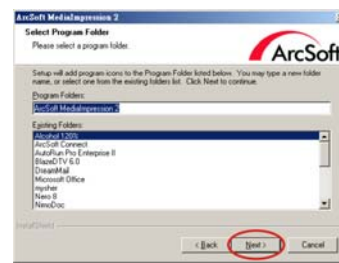 ArcSoft MediaImpression 2
Select Program Folder
Please select a program folder.
ArcSoft
Setup will add program icons to the Program Folder listed below. You may type a new folder
name, or select one from the existing folders list. Click Next to continue.
Program Folders:
ArcSoft MediaImpression 2
Existing Folders:
Alcohol 120%
ArcSoft Connect
AutoRun Pro Enterprise II
BlazeDTV 6.0
DreamMail
Microsoft Office
mysher
Nero 8
NimoDoc
InstallShield
< Back
Next >
Cancel